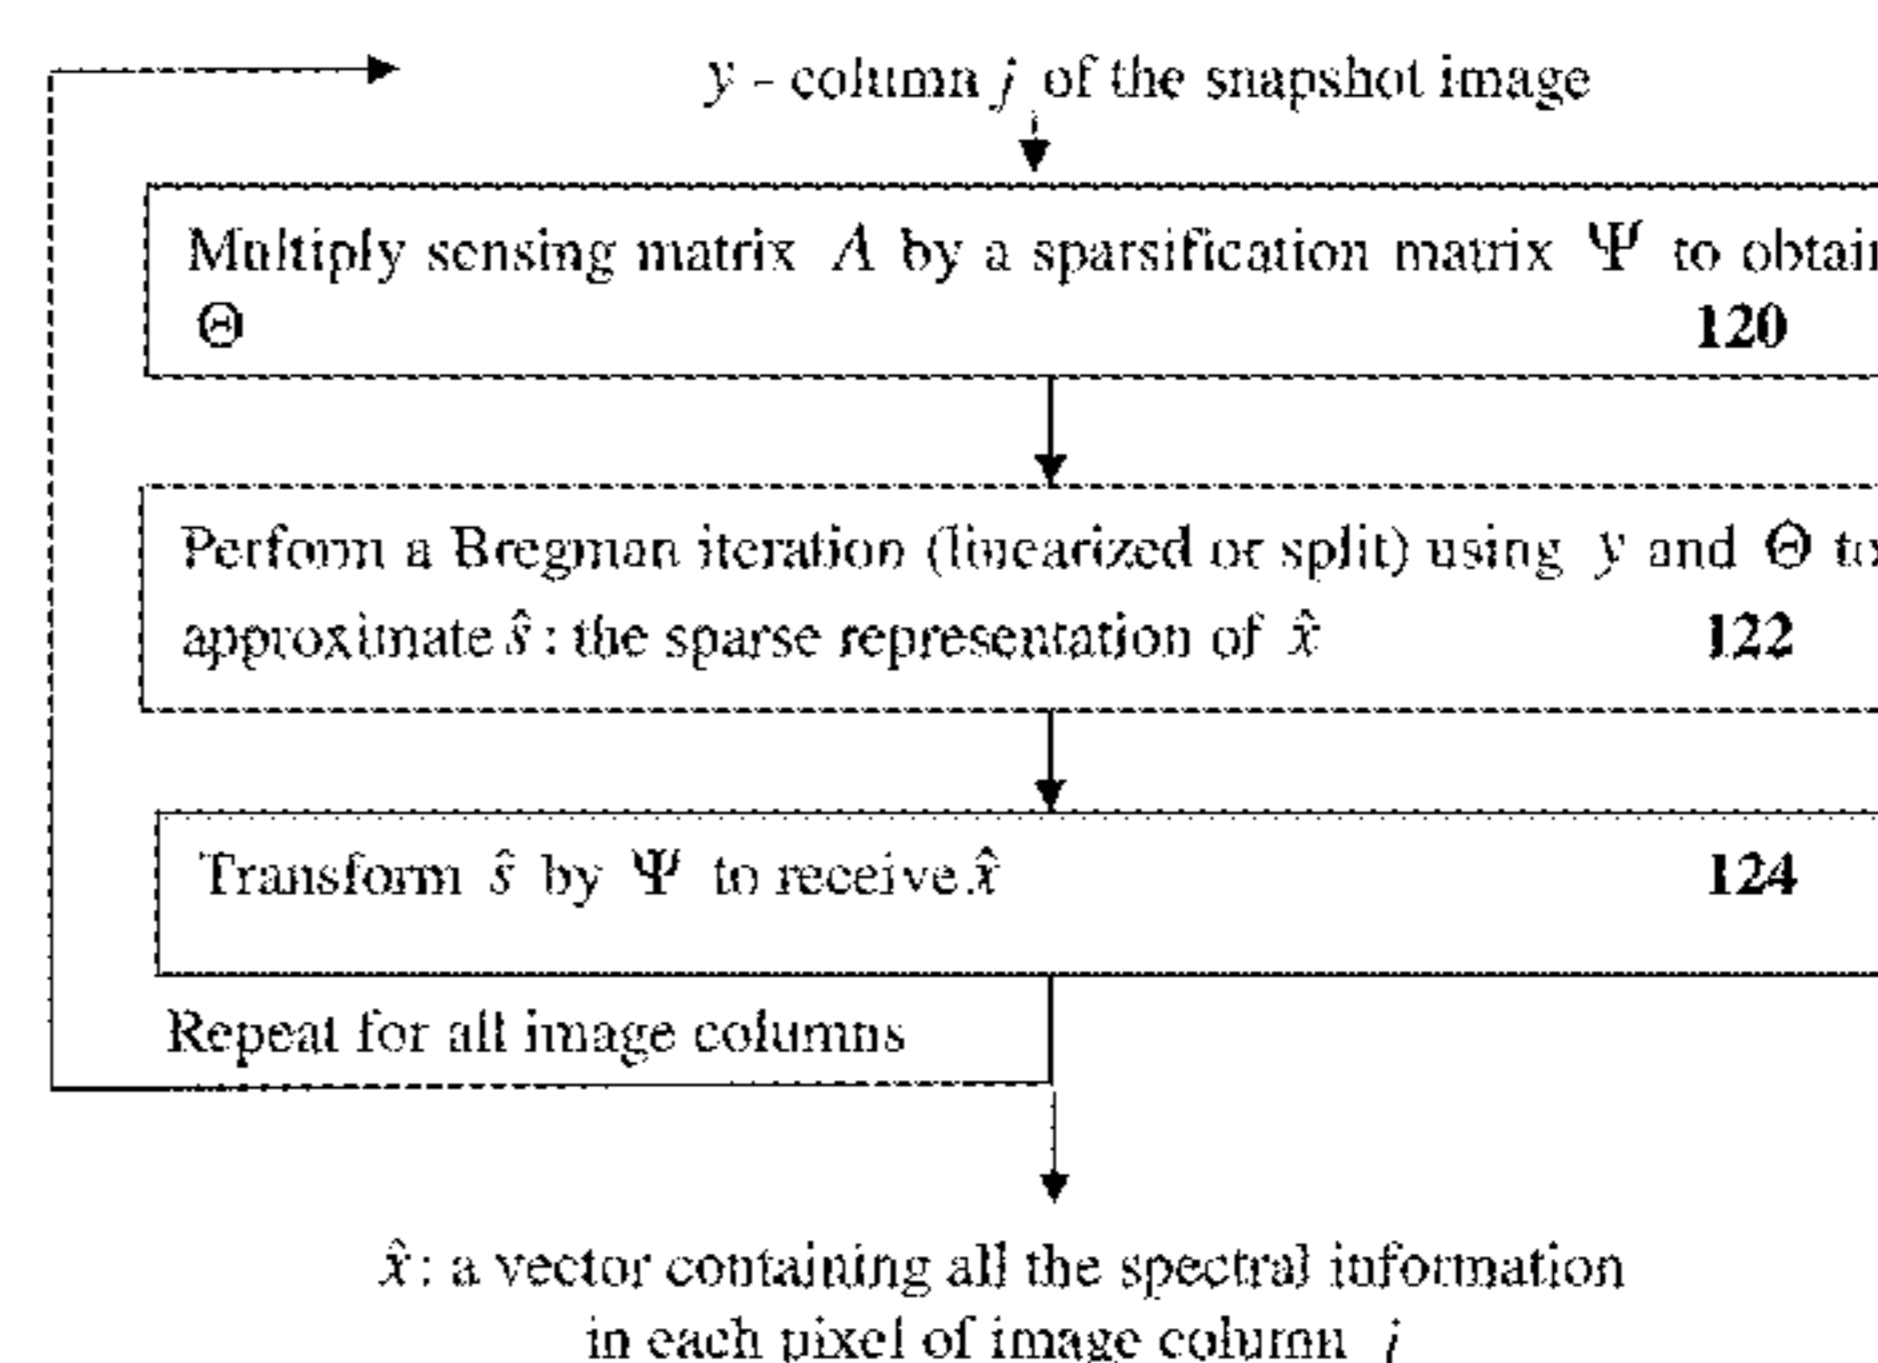 y - column j of the snapshot image
Multiply sensing matrix A by a sparsification matrix Ψ to obtain
Θ 120
Perform a Bregman iteration (linearized or split) using y and Θ to
approximate ŝ : the sparse representation of x̂ 122
Transform ŝ by Ψ to receive x̂ 124
Repeat for all image columns
x̂ : a vector containing all the spectral information
in each pixel of image column j